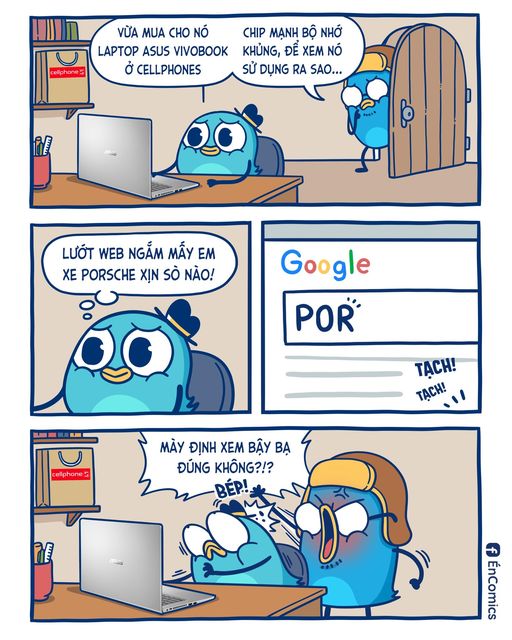 VỪA MUA CHO NÓ
LAPTOP ASUS VIVOBOOK
Ở CELLPHONES
CHIP MẠNH BỘ NHỚ
KHỦNG, ĐỂ XEM NÓ
SỬ DỤNG RA SAO...
cellphoneS
LƯỚT WEB NGẮM MẤY EM
XE PORSCHE XỊN SÒ NÀO!
Google
POR
TẠCH!
TẠCH!
MÀY ĐỊNH XEM BẬY BẠ
ĐÚNG KHÔNG?!?
BÉP!
cellphoneS
ÉnComics